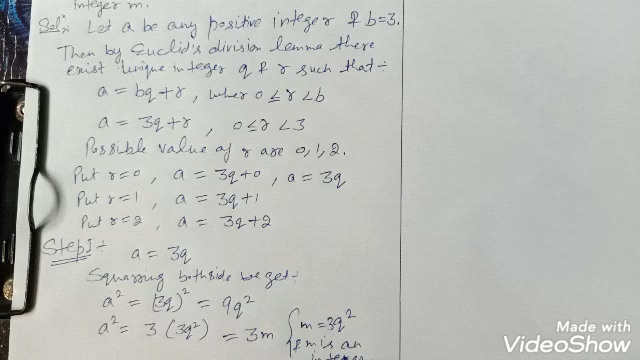 integer m.
Sol: Let a be any positive integer & b=3.
Then by Euclid's division lemma there
exist unique integer q & r such that :-
a = bq+r , wher 0 ≤ r < b
a = 3q+r , 0 ≤ r < 3
Possible value of r are 0, 1, 2.
Put r=0 , a = 3q+0 , a = 3q
Put r=1 , a = 3q+1
Put r=2 , a = 3q+2
Step I :-
a = 3q
Squaring bothside we get :-
a² = (3q)² = 9q²
a² = 3 (3q²) = 3m { m = 3q²
& m is an
integer
Made with
VideoShow